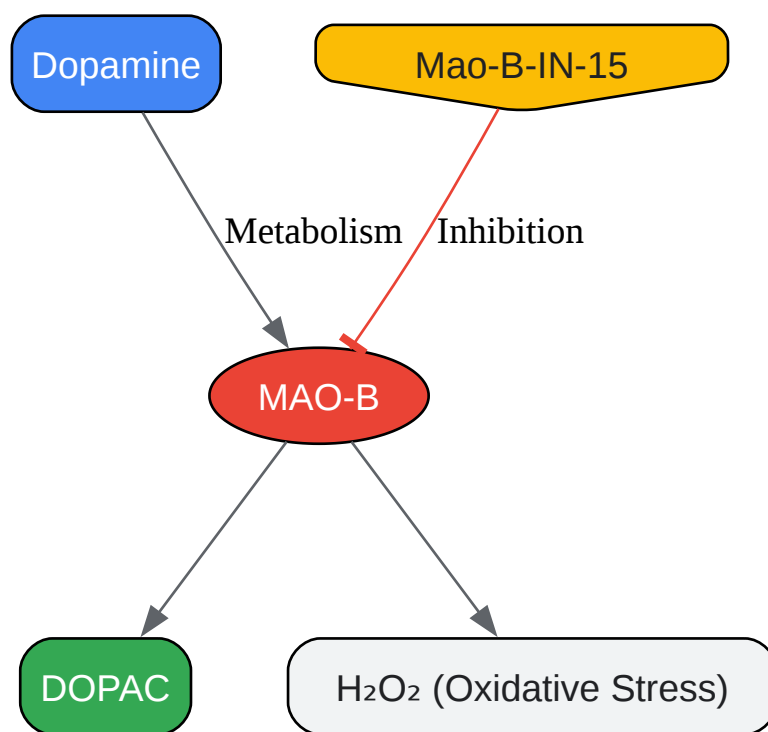 Dopamine
Mao-B-IN-15
Metabolism
Inhibition
MAO-B
DOPAC
H₂O₂ (Oxidative Stress)